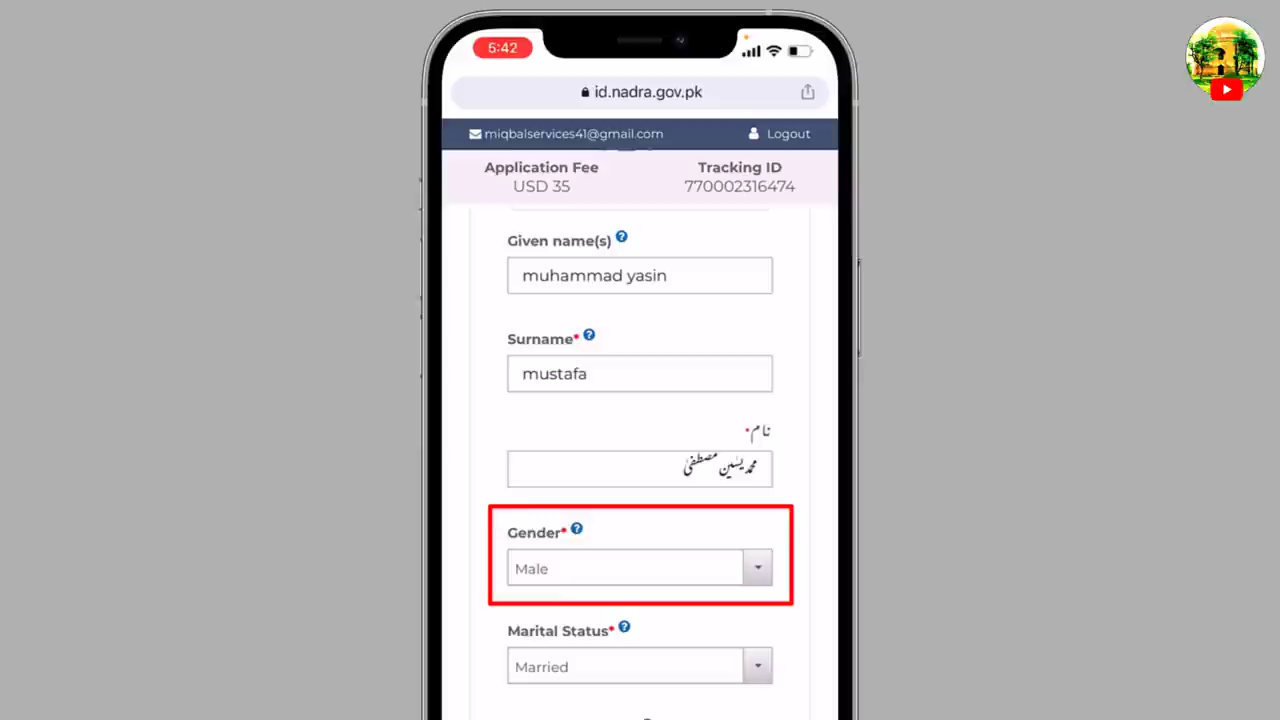 5:42
id.nadra.gov.pk
miqbalservices41@gmail.com Logout
Application Fee Tracking ID
USD 35 770002316474
Given name(s) ?
muhammad yasin
Surname* ?
mustafa
نام*
محمد یٰسین مصطفیٰ
Gender* ?
Male
Marital Status* ?
Married